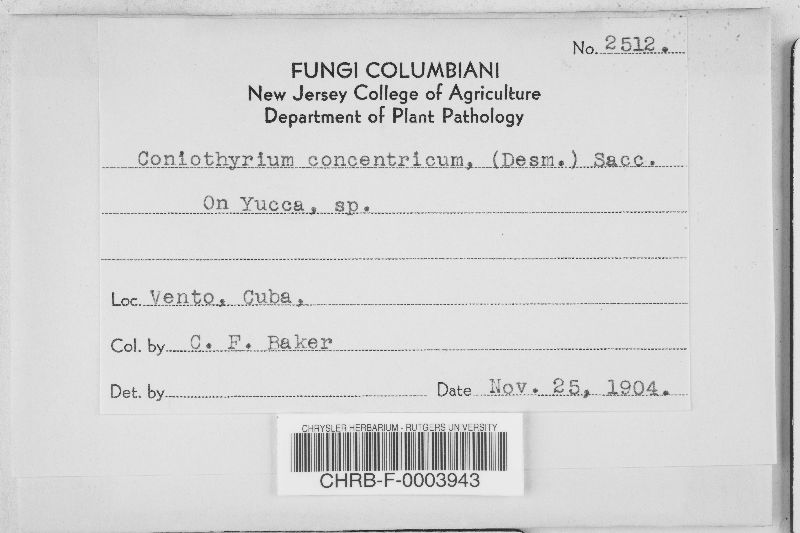 No. 2512.
FUNGI COLUMBIANI
New Jersey College of Agriculture
Department of Plant Pathology
Coniothyrium concentricum, (Desm.) Sacc.
On Yucca, sp.
Loc. Vento, Cuba,
Col. by C. F. Baker
Det. by
Date Nov. 25, 1904.
CHRYSLER HERBARIUM - RUTGERS UNIVERSITY
CHRB-F-0003943